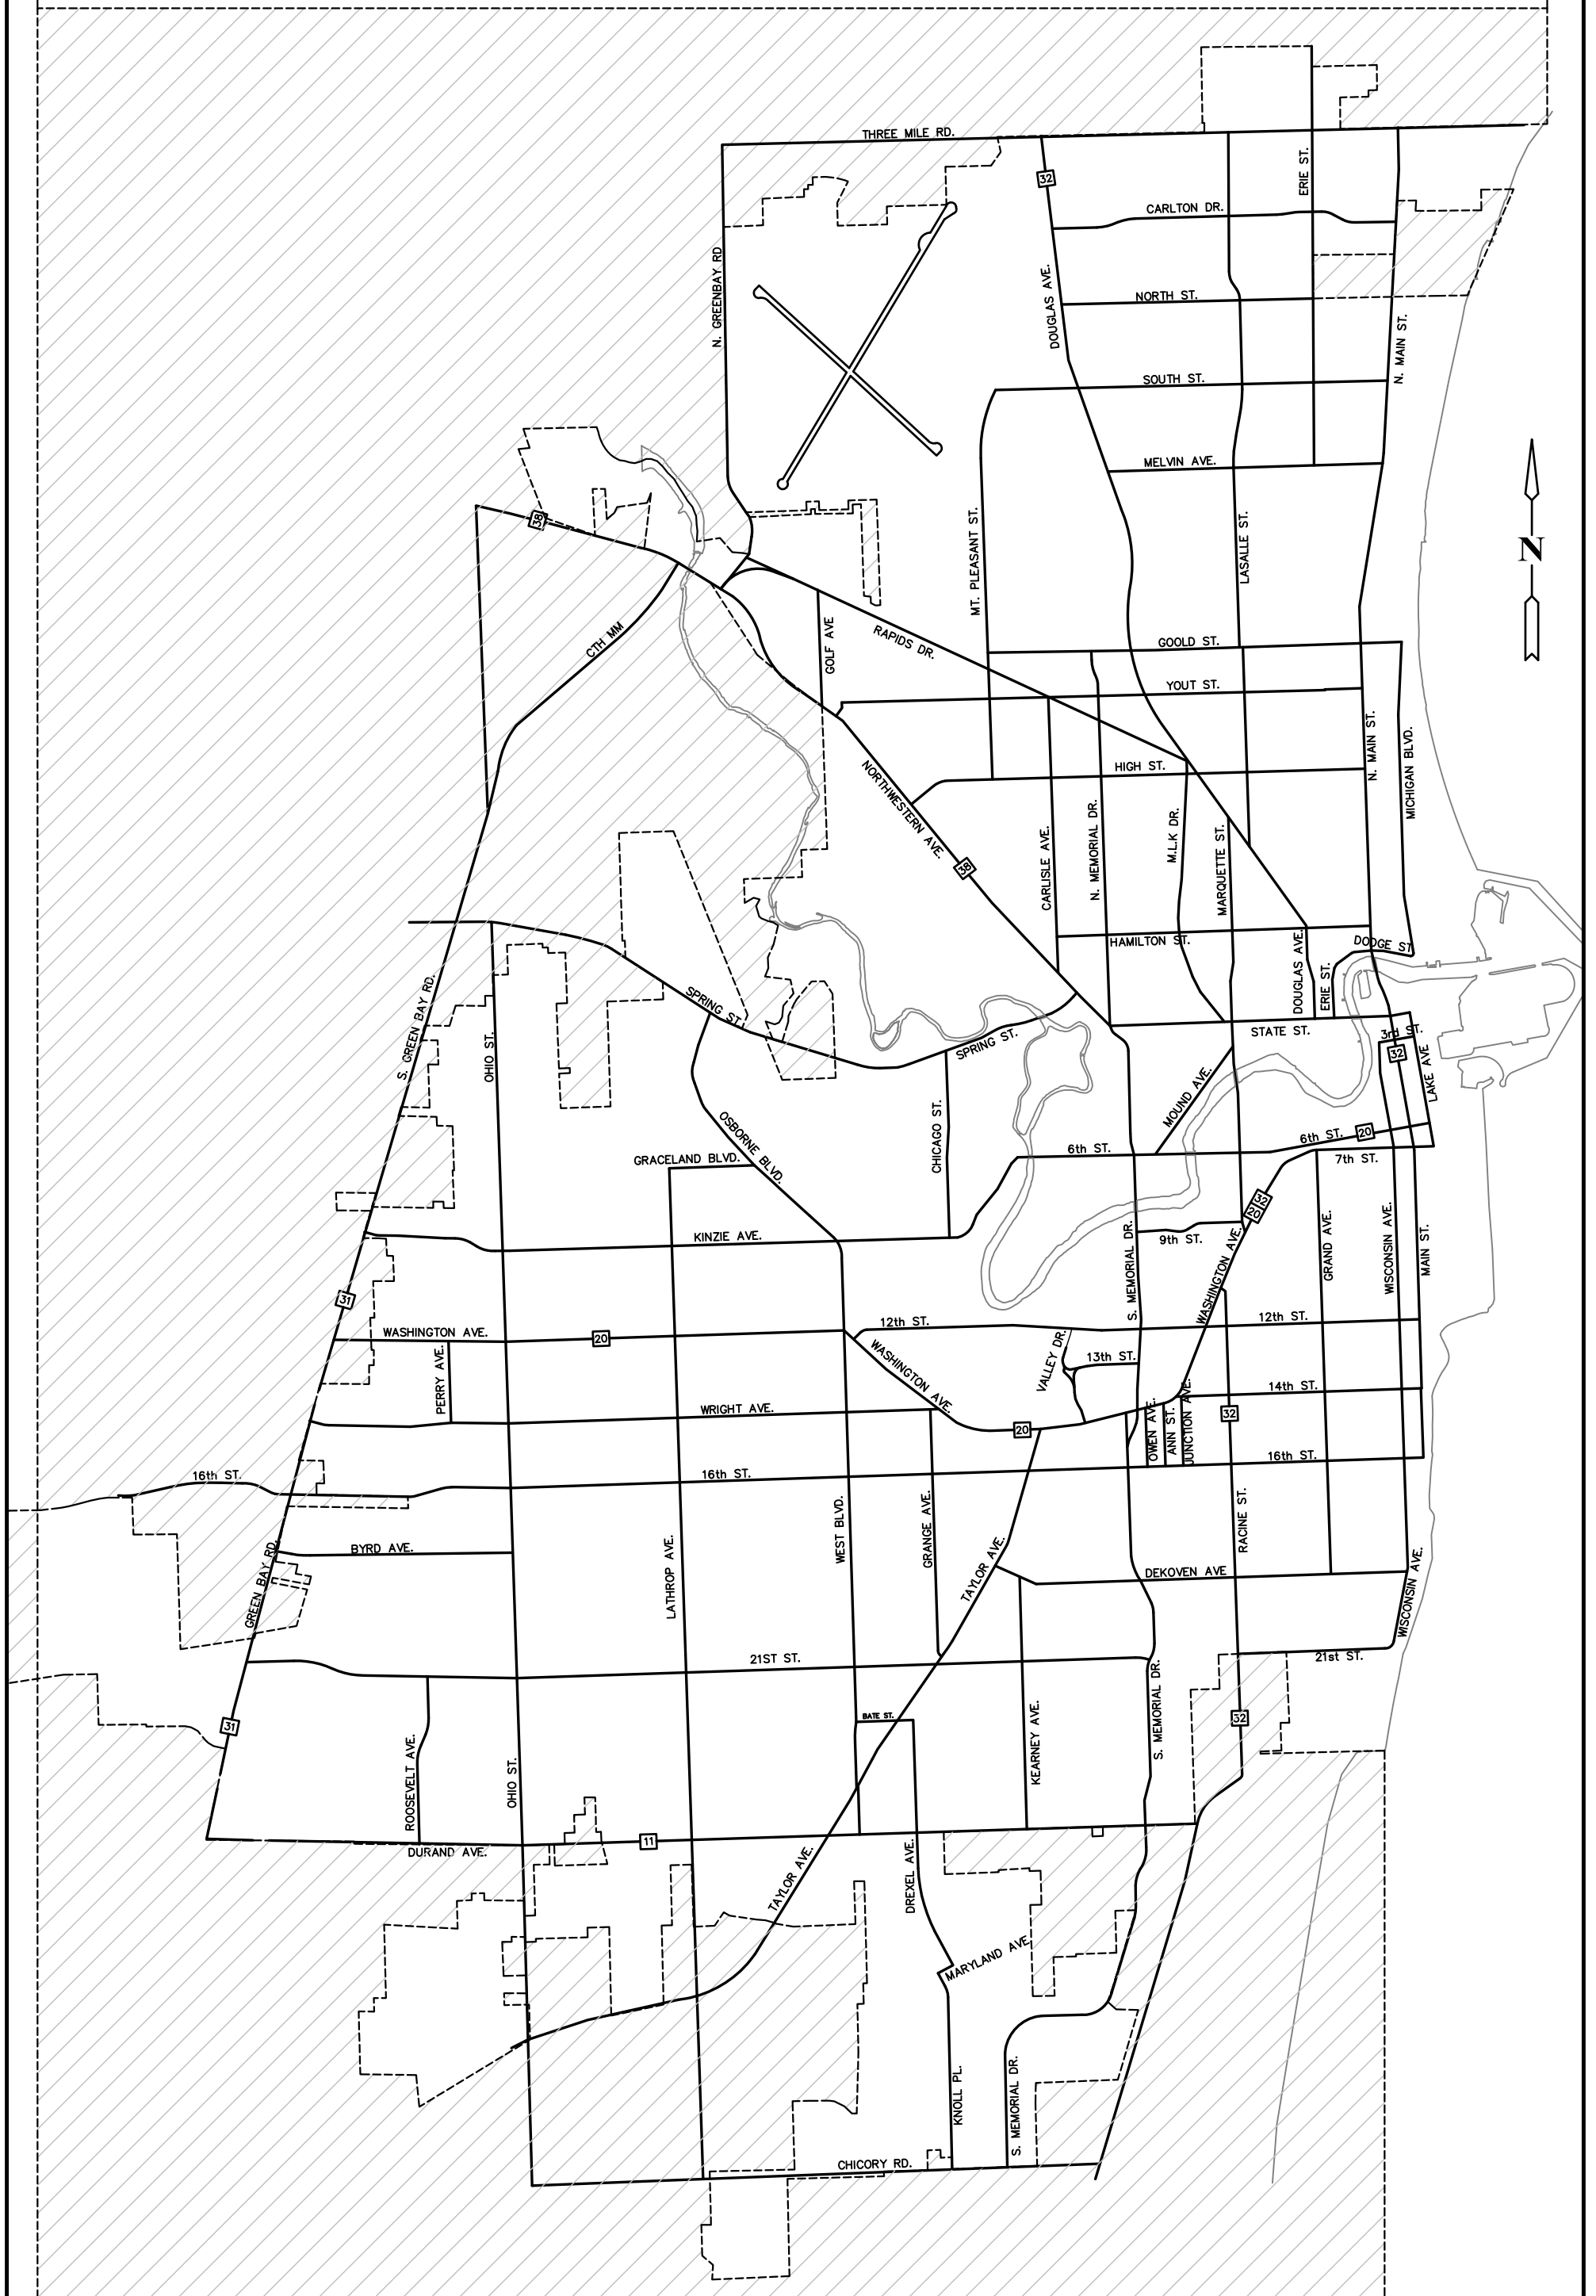 THREE MILE RD.
ERIE ST.
32
CARLTON DR.
N. GREENBAY RD
DOUGLAS AVE.
NORTH ST.
N. MAIN ST.
SOUTH ST.
MELVIN AVE.
38
MT. PLEASANT ST.
LASALLE ST.
N
CTH MM
GOLF AVE
RAPIDS DR.
GOOLD ST.
YOUT ST.
N. MAIN ST.
MICHIGAN BLVD.
HIGH ST.
NORTHWESTERN AVE.
38
CARLISLE AVE.
N. MEMORIAL DR.
M.L.K DR.
MARQUETTE ST.
HAMILTON ST.
DOUGLAS AVE.
ERIE ST.
DODGE ST.
S. GREEN BAY RD.
OHIO ST.
SPRING ST.
SPRING ST.
STATE ST.
3rd ST.
32
LAKE AVE
MOUND AVE.
OSBORNE BLVD.
GRACELAND BLVD.
CHICAGO ST.
6th ST.
6th ST.
20
7th ST.
32
20
KINZIE AVE.
S. MEMORIAL DR.
9th ST.
WASHINGTON AVE.
GRAND AVE.
WISCONSIN AVE.
MAIN ST.
31
WASHINGTON AVE.
20
12th ST.
12th ST.
PERRY AVE.
WASHINGTON AVE.
VALLEY DR.
13th ST.
14th ST.
WRIGHT AVE.
20
OWEN AVE.
ANN ST.
JUNCTION AVE.
32
16th ST.
16th ST.
16th ST.
BYRD AVE.
GREEN BAY RD.
LATHROP AVE.
WEST BLVD.
GRANGE AVE.
TAYLOR AVE.
RACINE ST.
DEKOVEN AVE
WISCONSIN AVE.
21ST ST.
21st ST.
31
ROOSEVELT AVE.
OHIO ST.
BATE ST.
KEARNEY AVE.
S. MEMORIAL DR.
32
DURAND AVE.
11
TAYLOR AVE.
DREXEL AVE.
MARYLAND AVE.
KNOLL PL.
S. MEMORIAL DR.
CHICORY RD.